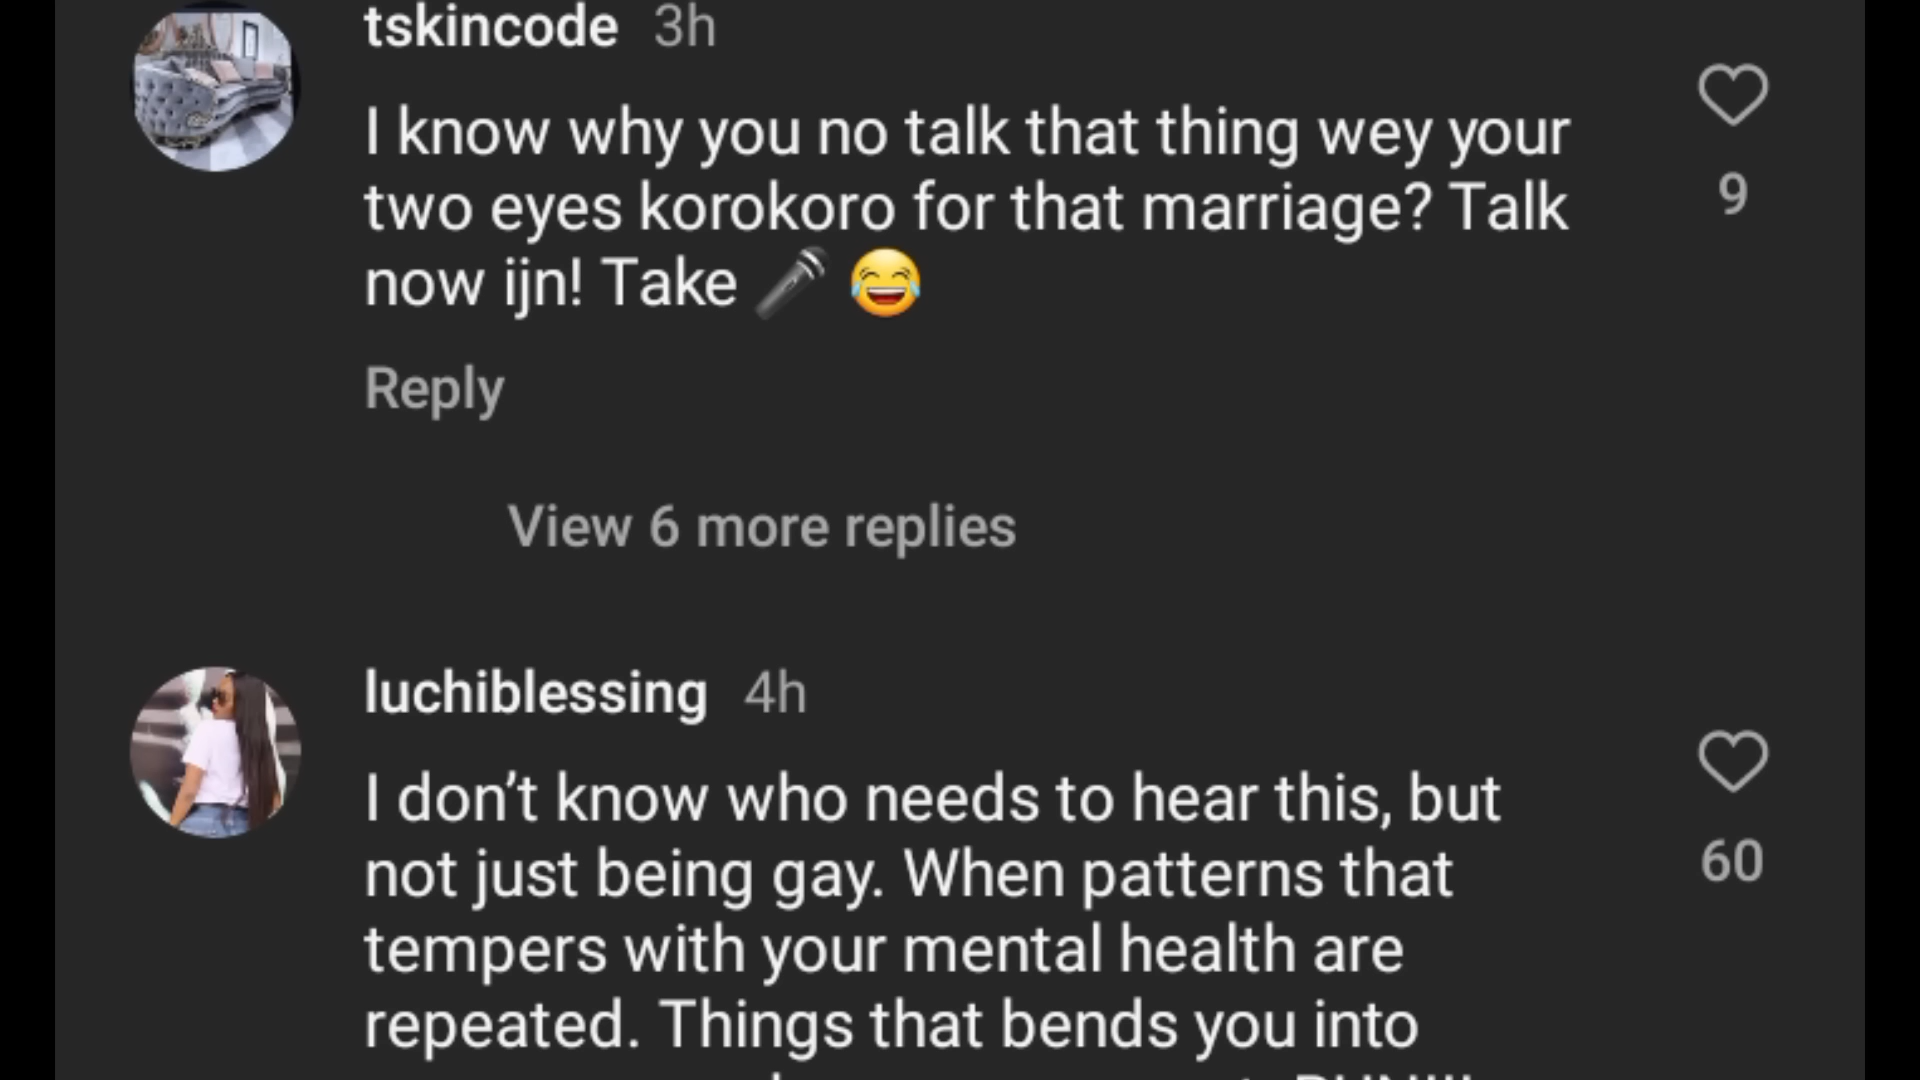 tskincode 3h
I know why you no talk that thing wey your
9
two eyes korokoro for that marriage? Talk
now ijn! Take 🎤 😂
Reply
View 6 more replies
luchiblessing 4h
I don't know who needs to hear this, but
not just being gay. When patterns that
60
tempers with your mental health are
repeated. Things that bends you into